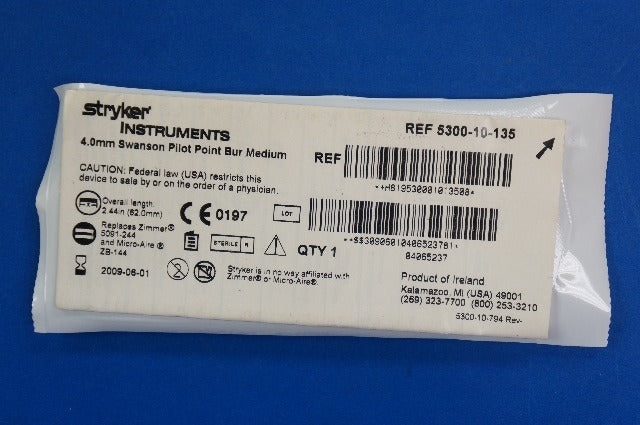 stryker®
INSTRUMENTS
REF 5300-10-135
4.0mm Swanson Pilot Point Bur Medium
REF
CAUTION: Federal law (USA) restricts this
device to sale by or on the order of a physician.
Overall length:
2.44in (62.0mm)
CE 0197
LOT
Replaces Zimmer®
5091-244
and Micro-Aire®
ZB-144
STERILE R
QTY 1
04065237
2009-06-01
Stryker is in no way affiliated with
Zimmer® or Micro-Aire®.
Product of Ireland
Kalamazoo, MI (USA) 49001
(269) 323-7700 (800) 253-3210
5300-10-794 Rev-